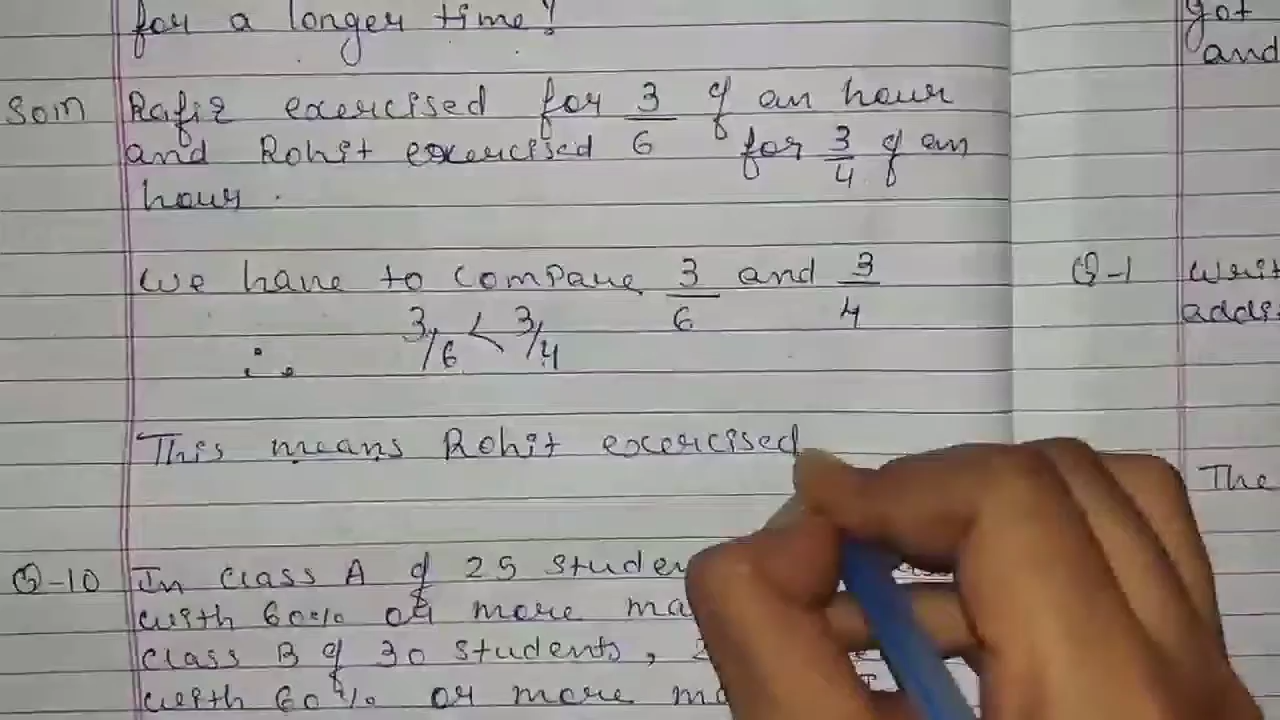 for a longer time?
Som Rafiz exercised for 3/6 of an hour
and Rohit exercised for 3/4 of an
hour.
We have to compare 3/6 and 3/4
∴ 3/6 < 3/4
This means Rohit exercised
Q-10 In class A of 25 studen
with 60% or more ma
class B of 30 students,
with 60% or more ma
got
and
Q-1
The